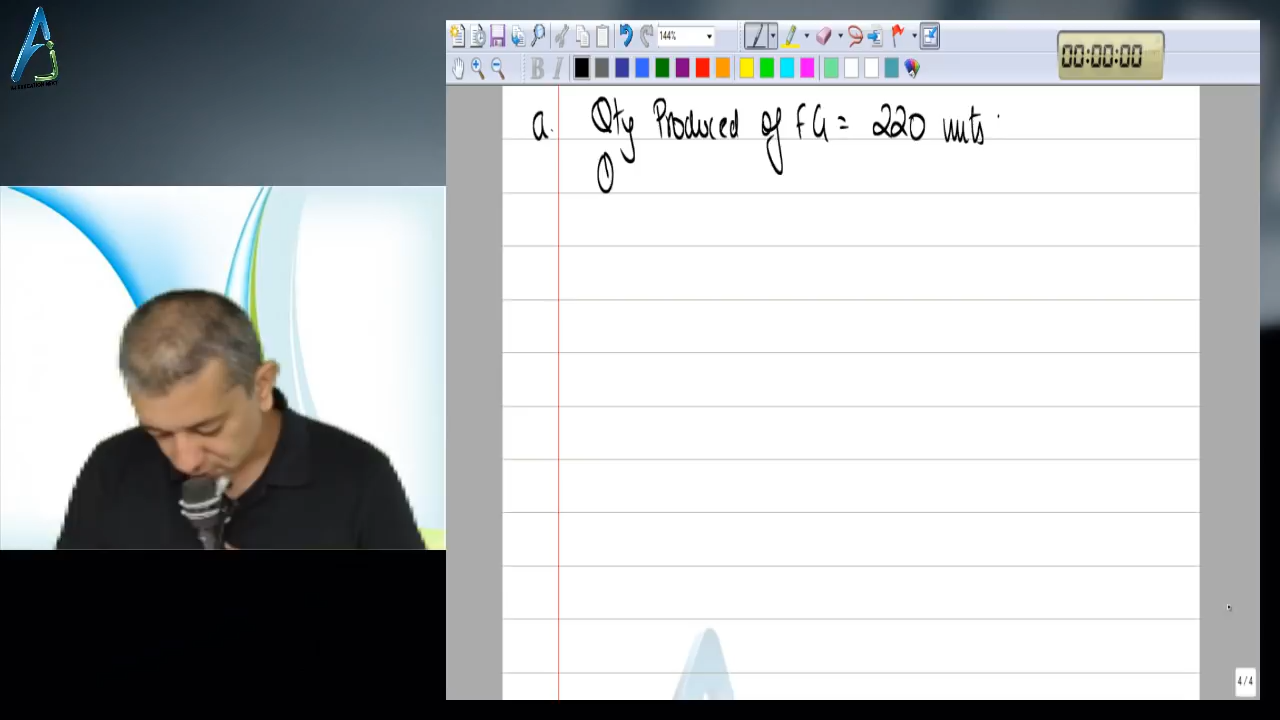 144%
00:00:00
a. Qty Produced of FG = 220 units
①
4/4